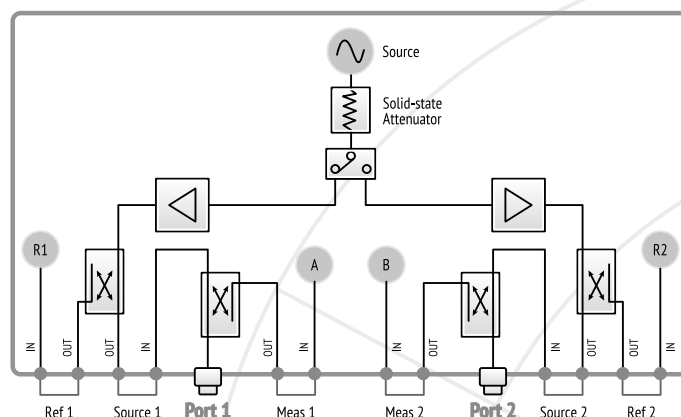 Source
Solid-state
Attenuator
R1
A
B
R2
IN
OUT
OUT
IN
OUT
IN
IN
OUT
IN
OUT
OUT
IN
Ref 1
Source 1
Port 1
Meas 1
Meas 2
Port 2
Source 2
Ref 2